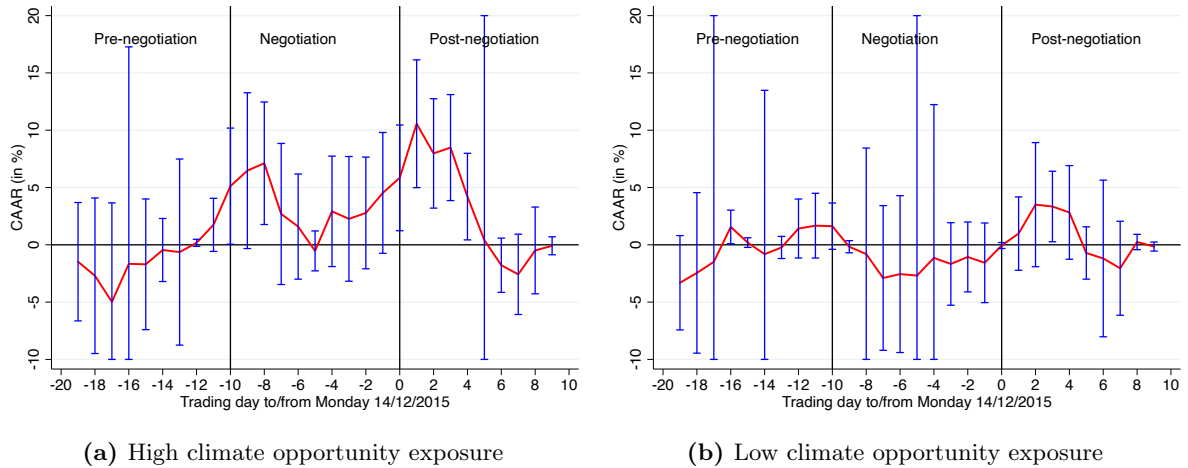 20
15
10
5
0
-5
-10
CAAR (in %)
Pre-negotiation Negotiation Post-negotiation
-20 -18 -16 -14 -12 -10 -8 -6 -4 -2 0 2 4 6 8 10
Trading day to/from Monday 14/12/2015
(a) High climate opportunity exposure
20
15
10
5
0
-5
-10
CAAR (in %)
Pre-negotiation Negotiation Post-negotiation
-20 -18 -16 -14 -12 -10 -8 -6 -4 -2 0 2 4 6 8 10
Trading day to/from Monday 14/12/2015
(b) Low climate opportunity exposure